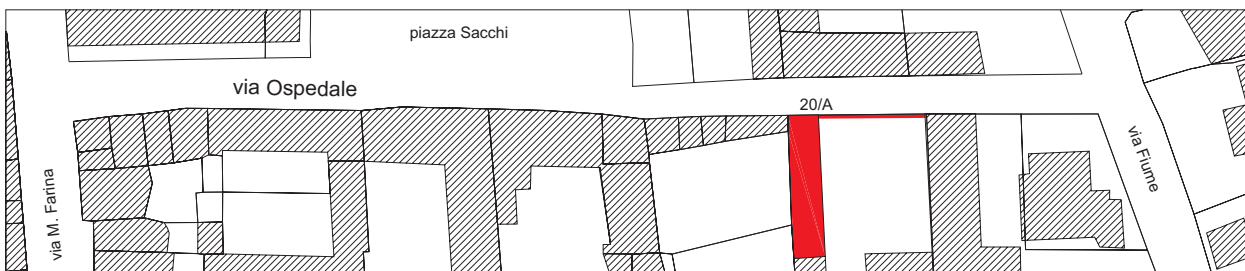 piazza Sacchi
via Ospedale
20/A
via M. Farina
via Fiume